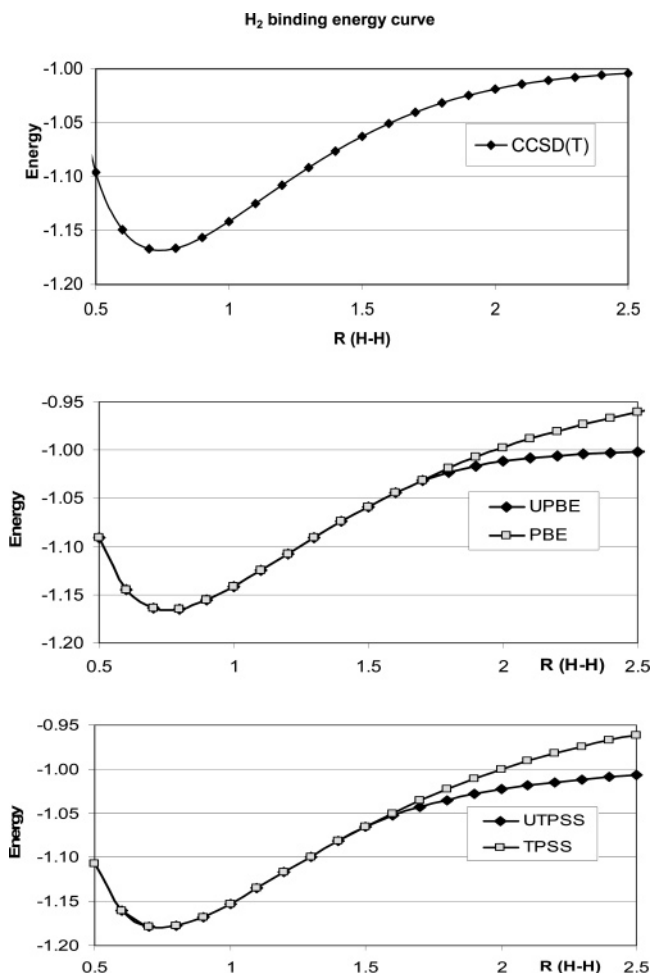 H₂ binding energy curve
-1.00
-1.05
-1.10
-1.15
-1.20
Energy
CCSD(T)
0.5 1 1.5 2 2.5
R (H-H)
-0.95
-1.00
-1.05
-1.10
-1.15
-1.20
Energy
UPBE
PBE
0.5 1 1.5 2 R (H-H) 2.5
-0.95
-1.00
-1.05
-1.10
-1.15
-1.20
Energy
UTPSS
TPSS
0.5 1 1.5 2 R (H-H) 2.5